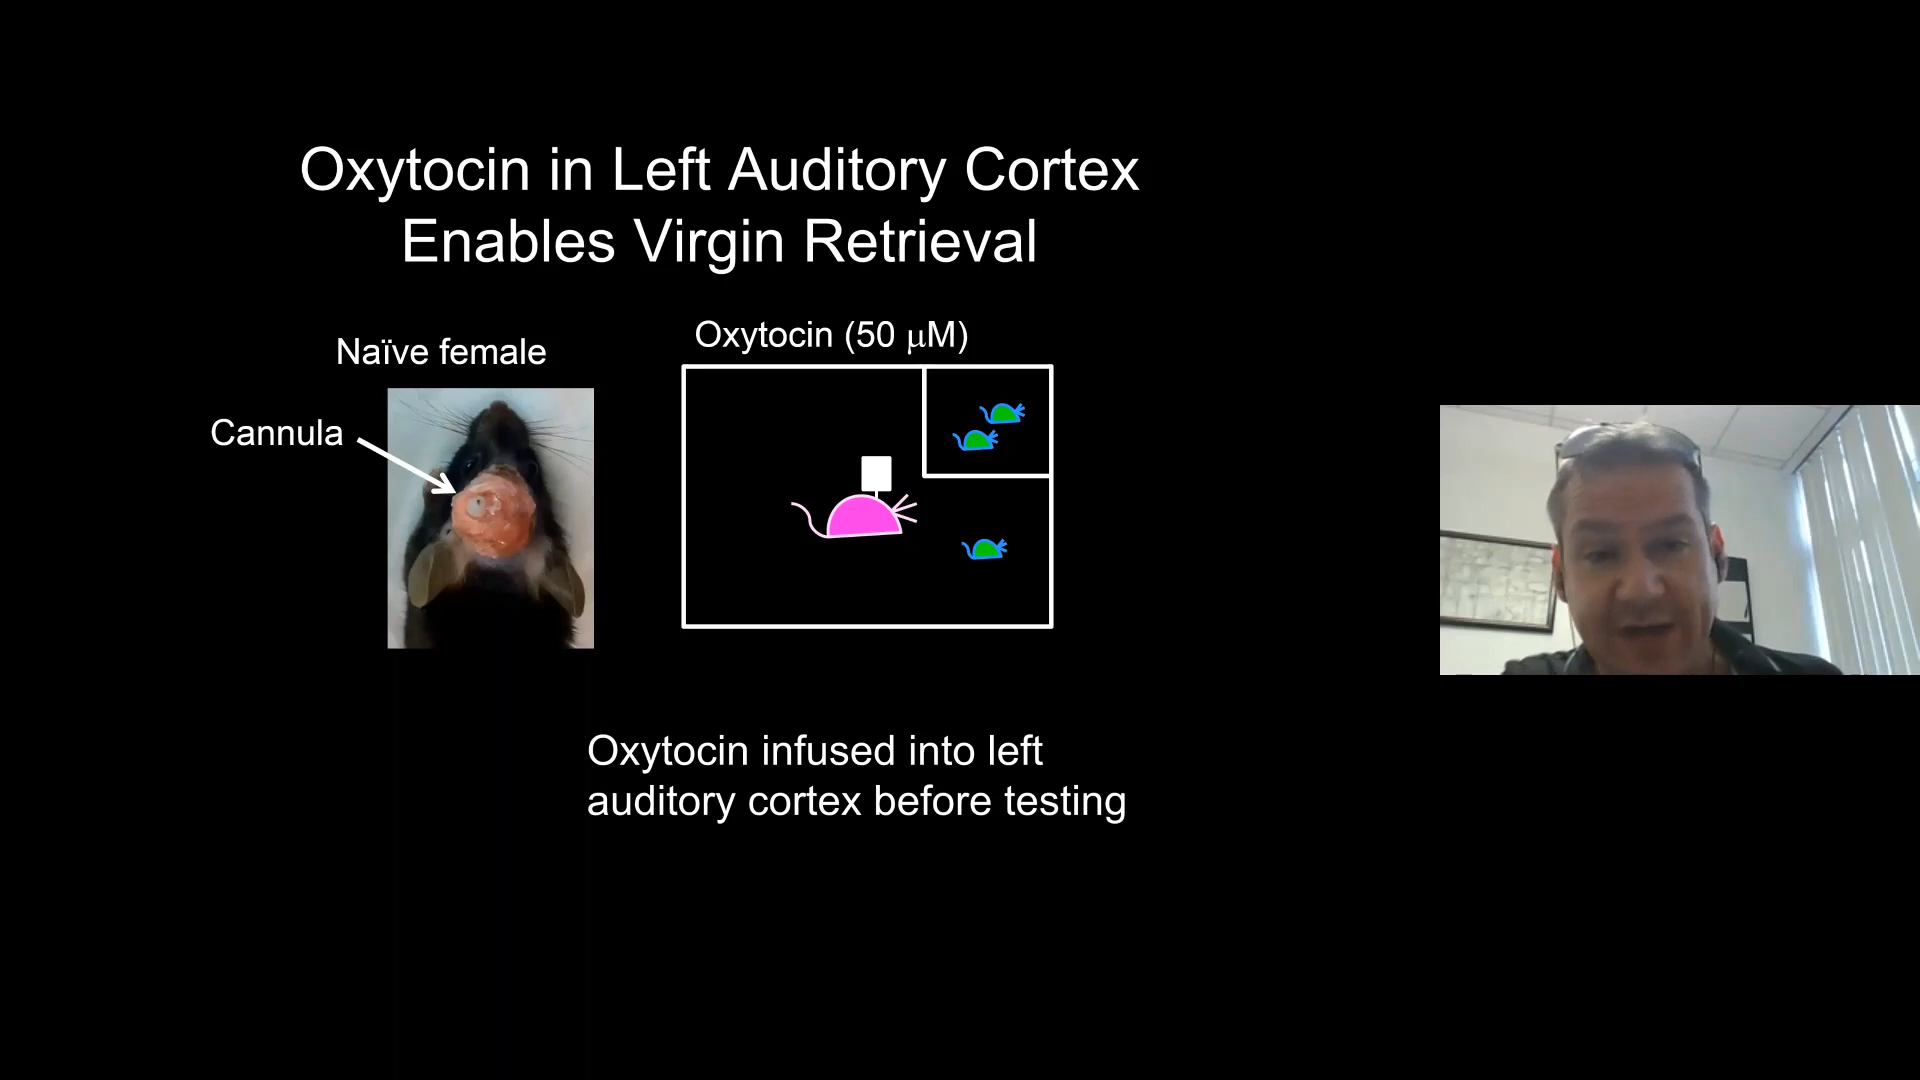 Oxytocin in Left Auditory Cortex
Enables Virgin Retrieval
Naïve female
Cannula
Oxytocin (50 μM)
Oxytocin infused into left
auditory cortex before testing